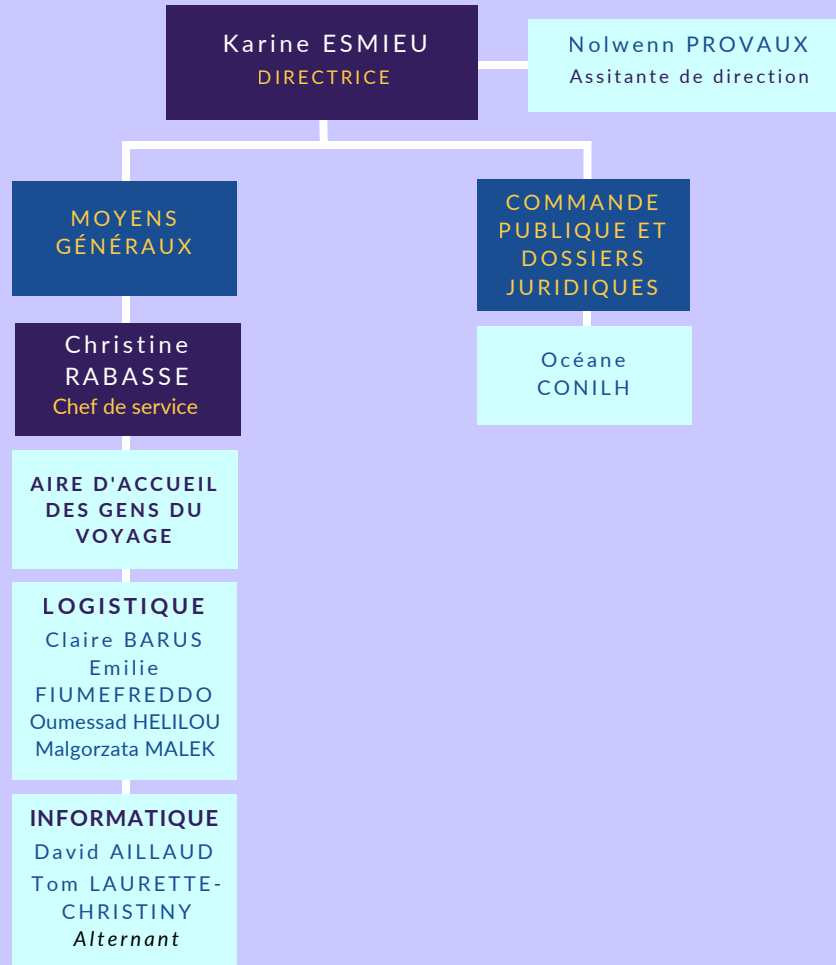 Karine ESMIEU
DIRECTRICE
Nolwenn PROVAUX
Assitante de direction
MOYENS
GÉNÉRAUX
COMMANDE
PUBLIQUE ET
DOSSIERS
JURIDIQUES
Christine
RABASSE
Chef de service
Océane
CONILH
AIRE D'ACCUEIL
DES GENS DU
VOYAGE
LOGISTIQUE
Claire BARUS
Emilie
FIUMEFREDDO
Oumessad HELILOU
Malgorzata MALEK
INFORMATIQUE
David AILLAUD
Tom LAURETTE-
CHRISTINY
Alternant